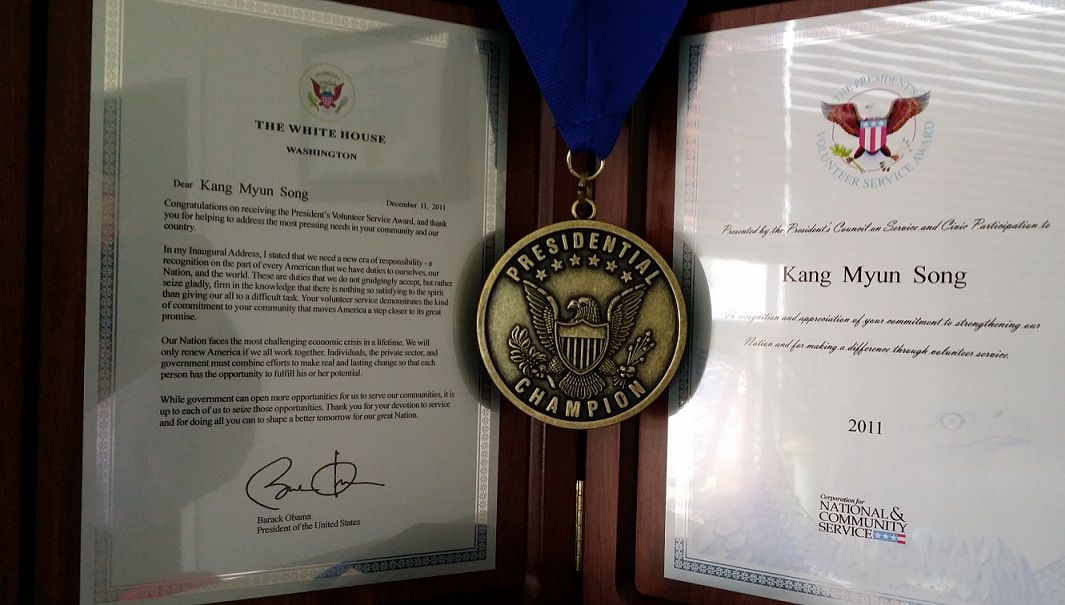 THE WHITE HOUSE
WASHINGTON
Dear Kang Myun Song
December 11, 2011
Congratulations on receiving the President's Volunteer Service Award, and thank
you for helping to address the most pressing needs in your community and our
country.
In my Inaugural Address, I stated that we need a new era of responsibility - a
recognition on the part of every American that we have duties to ourselves, our
Nation, and the world. These are duties that we do not grudgingly accept, but rather
seize gladly, firm in the knowledge that there is nothing so satisfying to the spirit
than giving our all to a difficult task. Your volunteer service demonstrates the kind
of commitment to your community that moves America a step closer to its great
promise.
Our Nation faces the most challenging economic crisis in a lifetime. We will
only renew America if we all work together. Individuals, the private sector, and
government must combine efforts to make real and lasting change so that each
person has the opportunity to fulfill his or her potential.
While government can open more opportunities for us to serve our communities, it is
up to each of us to seize those opportunities. Thank you for your devotion to service
and for doing all you can to shape a better tomorrow for our great Nation.
Barack Obama
President of the United States
PRESIDENTIAL
CHAMPION
THE PRESIDENT'S
VOLUNTEER SERVICE AWARD
Presented by the President's Council on Service and Civic Participation to
Kang Myun Song
In recognition and appreciation of your commitment to strengthening our
Nation and for making a difference through volunteer service.
2011
Corporation for
NATIONAL &
COMMUNITY
SERVICE